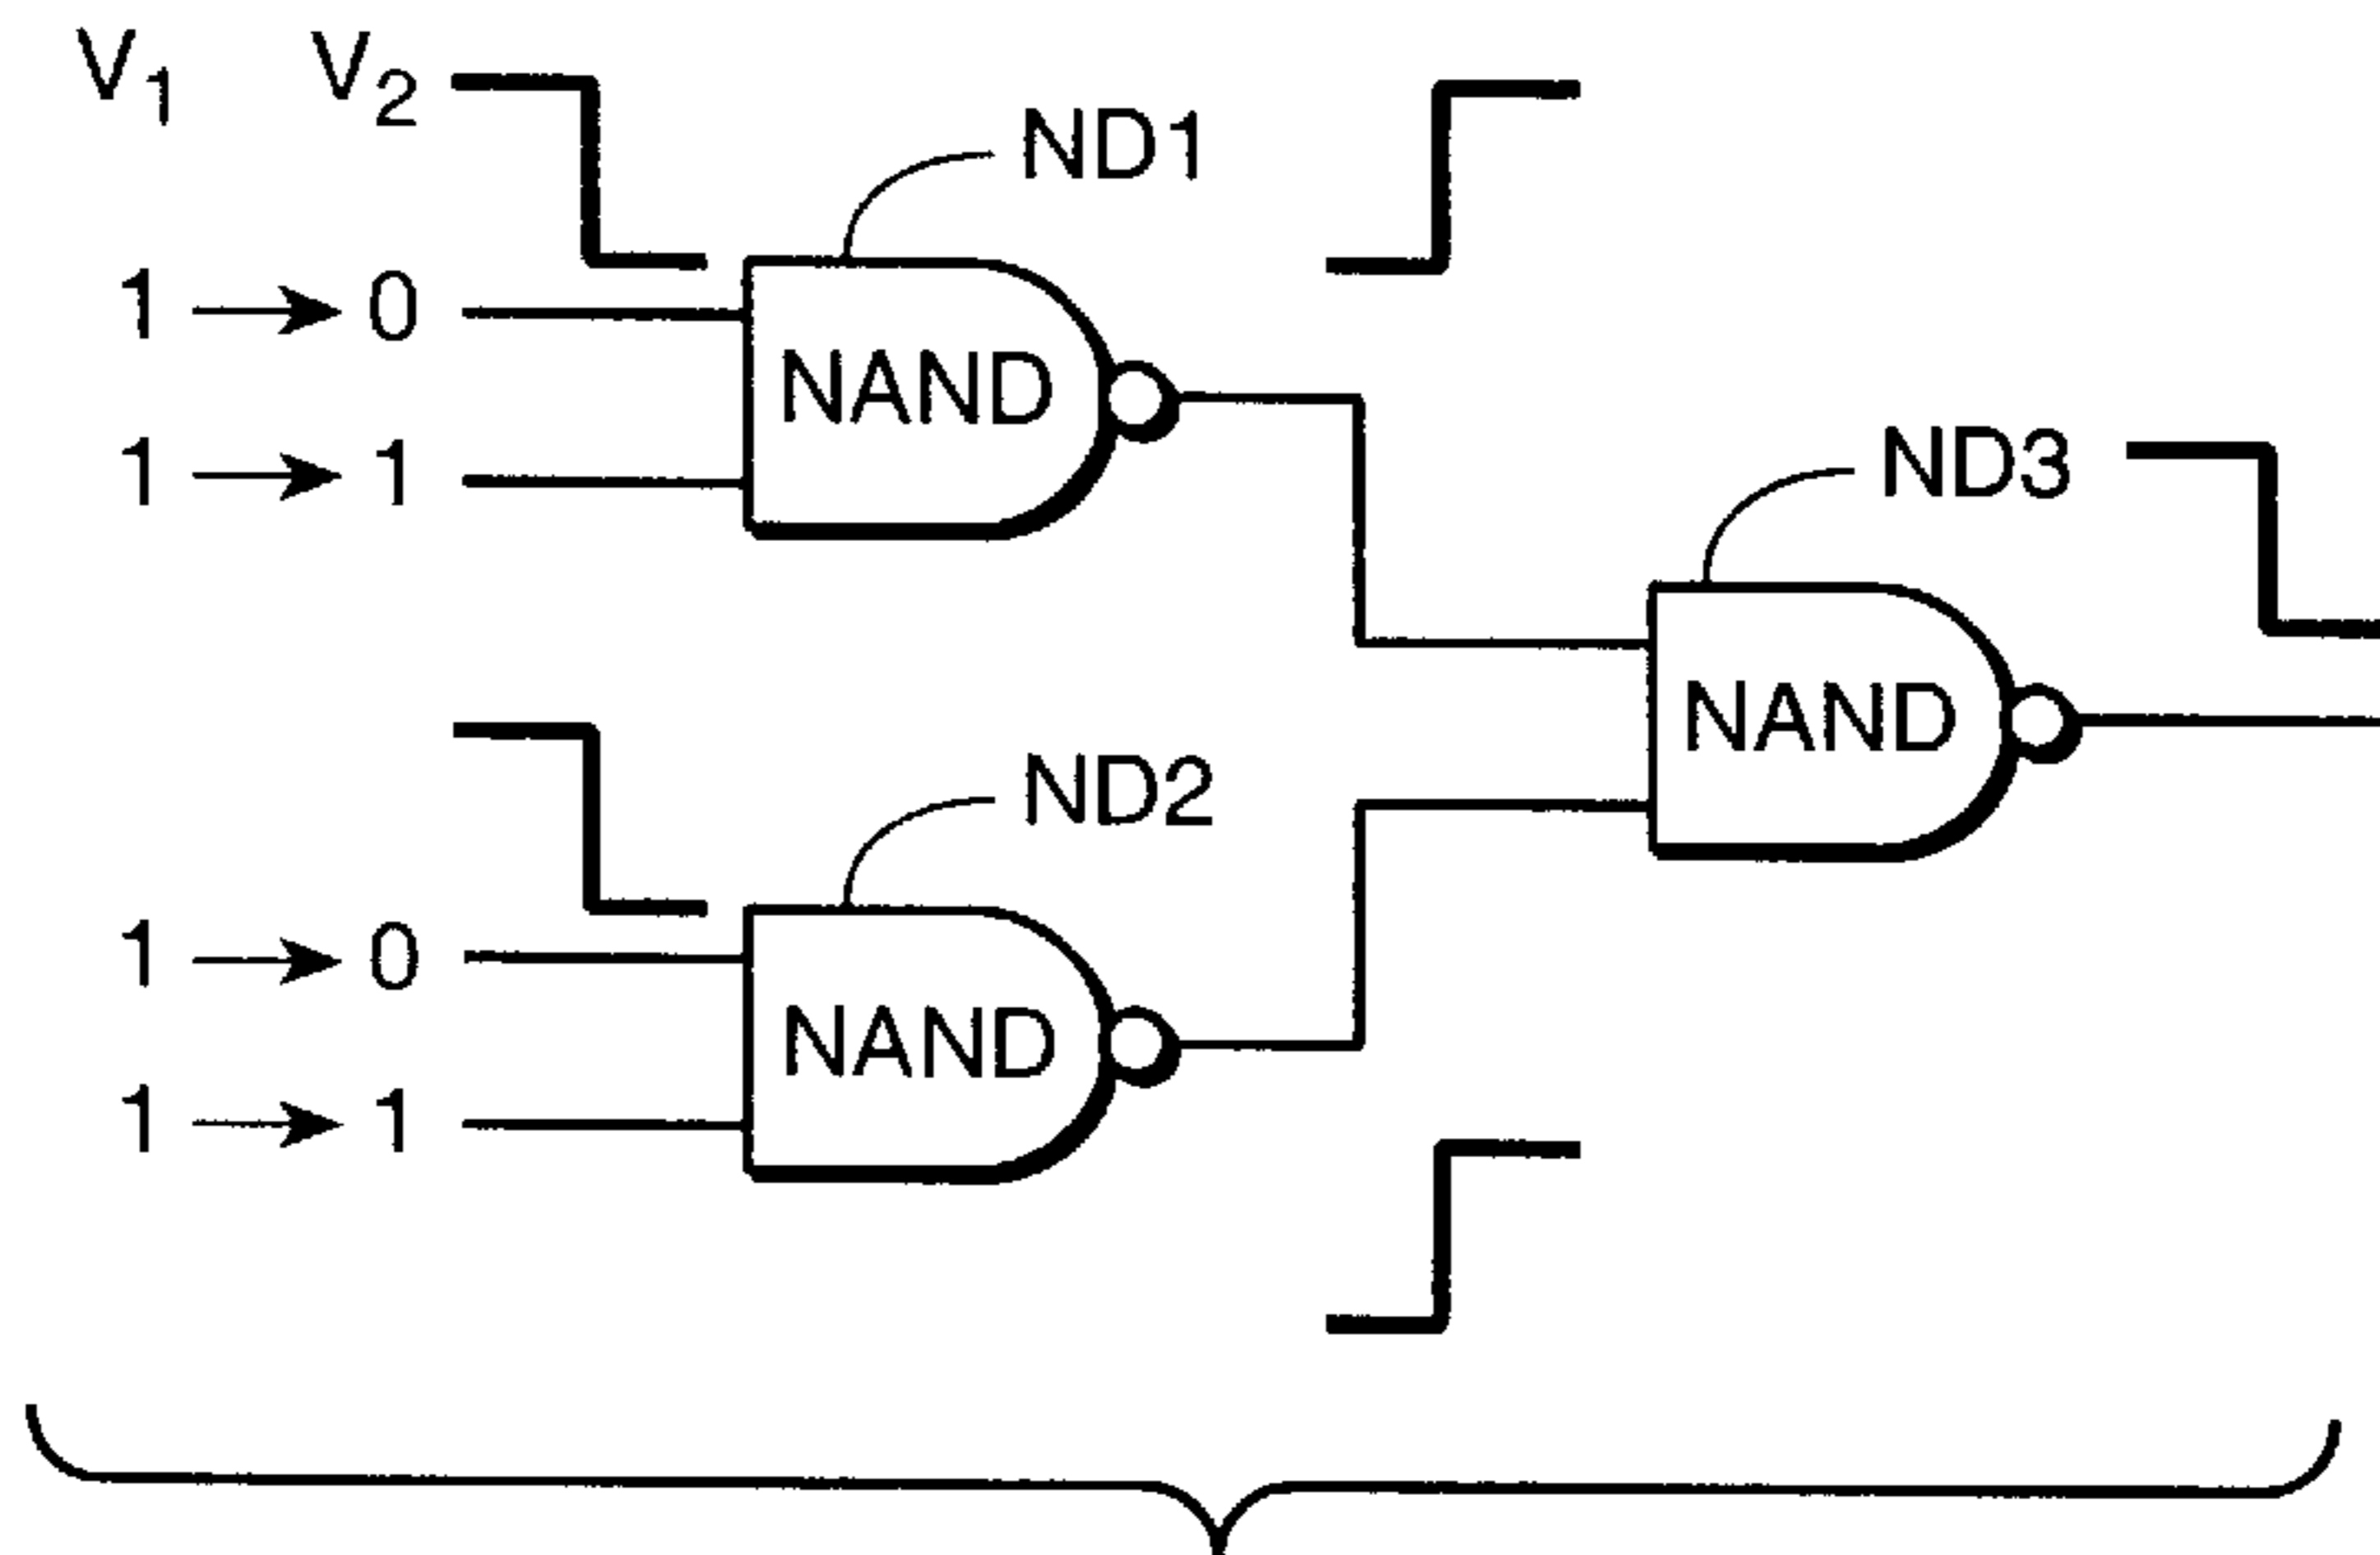 V1 V2
ND1
1 → 0
NAND
1 → 1
ND3
NAND
ND2
1 → 0
NAND
1 → 1